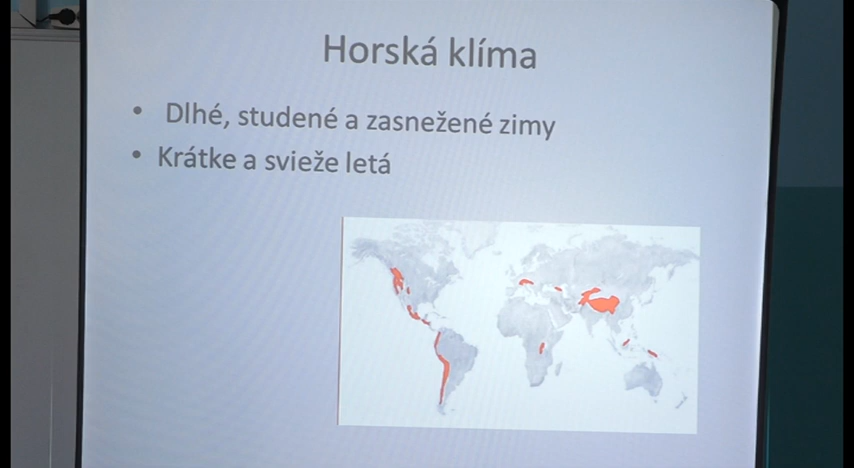 Horská klíma
• Dlhé, studené a zasnežené zimy
• Krátke a svieže letá